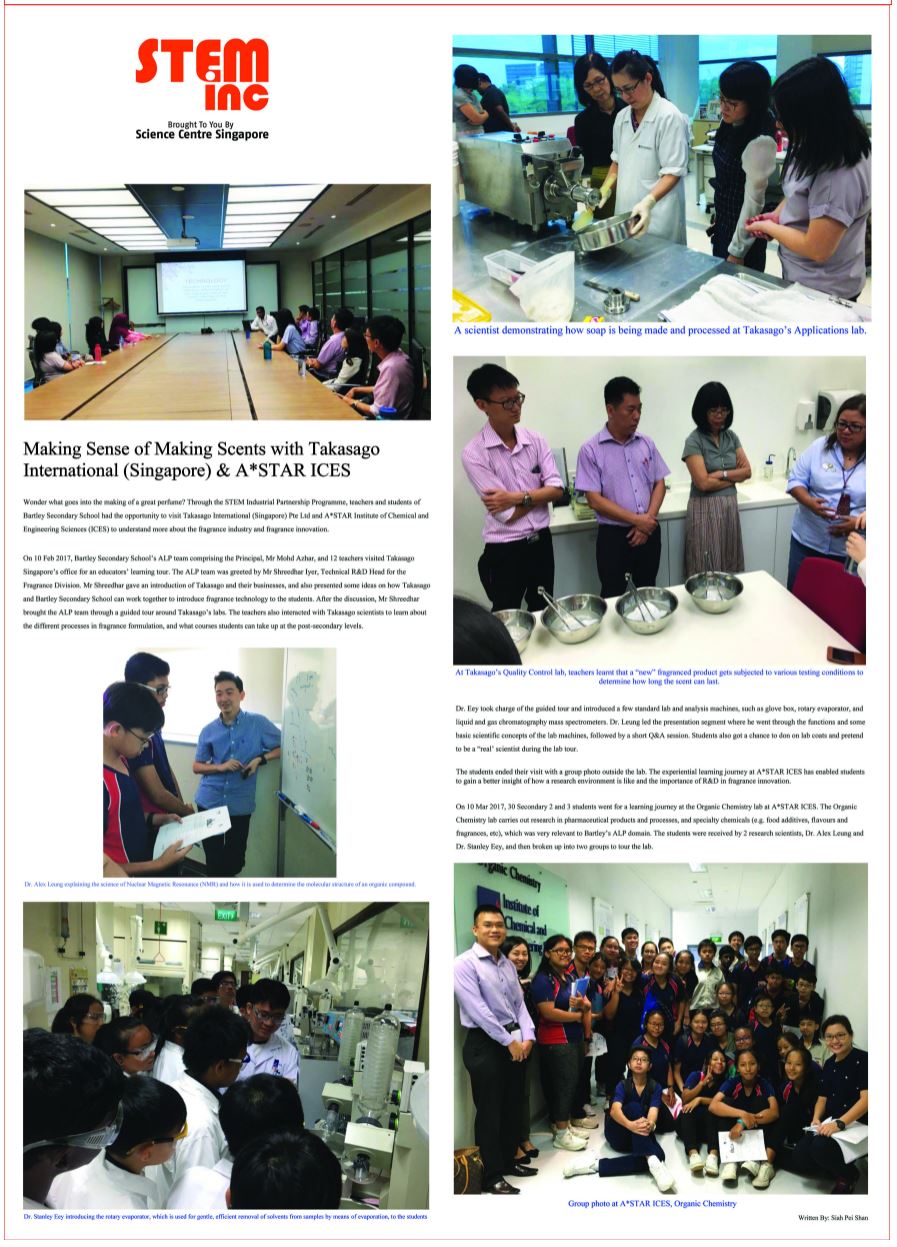 STEM
inc
Brought To You By
Science Centre Singapore
TECHNOLOGY
Making Sense of Making Scents with Takasago
International (Singapore) & A*STAR ICES
Wonder what goes into the making of a great perfume? Through the STEM Industrial Partnership Programme, teachers and students of
Bartley Secondary School had the opportunity to visit Takasago International (Singapore) Pte Ltd and A*STAR Institute of Chemical and
Engineering Sciences (ICES) to understand more about the fragrance industry and fragrance innovation.
On 10 Feb 2017, Bartley Secondary School's ALP team comprising the Principal, Mr Mohd Azhar, and 12 teachers visited Takasago
Singapore's office for an educators' learning tour. The ALP team was greeted by Mr Shreedhar Iyer, Technical R&D Head for the
Fragrance Division. Mr Shreedhar gave an introduction of Takasago and their businesses, and also presented some ideas on how Takasago
and Bartley Secondary School can work together to introduce fragrance technology to the students. After the discussion, Mr Shreedhar
brought the ALP team through a guided tour around Takasago's labs. The teachers also interacted with Takasago scientists to learn about
the different processes in fragrance formulation, and what courses students can take up at the post-secondary levels.
Dr. Alex Leung explaining the science of Nuclear Magnetic Resonance (NMR) and how it is used to determine the molecular structure of an organic compound.
EXIT
Dr. Stanley Eey introducing the rotary evaporator, which is used for gentle, efficient removal of solvents from samples by means of evaporation, to the students
A scientist demonstrating how soap is being made and processed at Takasago's Applications lab.
At Takasago's Quality Control lab, teachers learnt that a “new” fragranced product gets subjected to various testing conditions to
determine how long the scent can last.
Dr. Eey took charge of the guided tour and introduced a few standard lab and analysis machines, such as glove box, rotary evaporator, and
liquid and gas chromatography mass spectrometers. Dr. Leung led the presentation segment where he went through the functions and some
basic scientific concepts of the lab machines, followed by a short Q&A session. Students also got a chance to don on lab coats and pretend
to be a “real' scientist during the lab tour.
The students ended their visit with a group photo outside the lab. The experiential learning journey at A*STAR ICES has enabled students
to gain a better insight of how a research environment is like and the importance of R&D in fragrance innovation.
On 10 Mar 2017, 30 Secondary 2 and 3 students went for a learning journey at the Organic Chemistry lab at A*STAR ICES. The Organic
Chemistry lab carries out research in pharmaceutical products and processes, and specialty chemicals (e.g. food additives, flavours and
fragrances, etc), which was very relevant to Bartley's ALP domain. The students were received by 2 research scientists, Dr. Alex Leung and
Dr. Stanley Eey, and then broken up into two groups to tour the lab.
Organic Chemistry
Institute of
Chemical and
Group photo at A*STAR ICES, Organic Chemistry
Written By: Siah Pei Shan